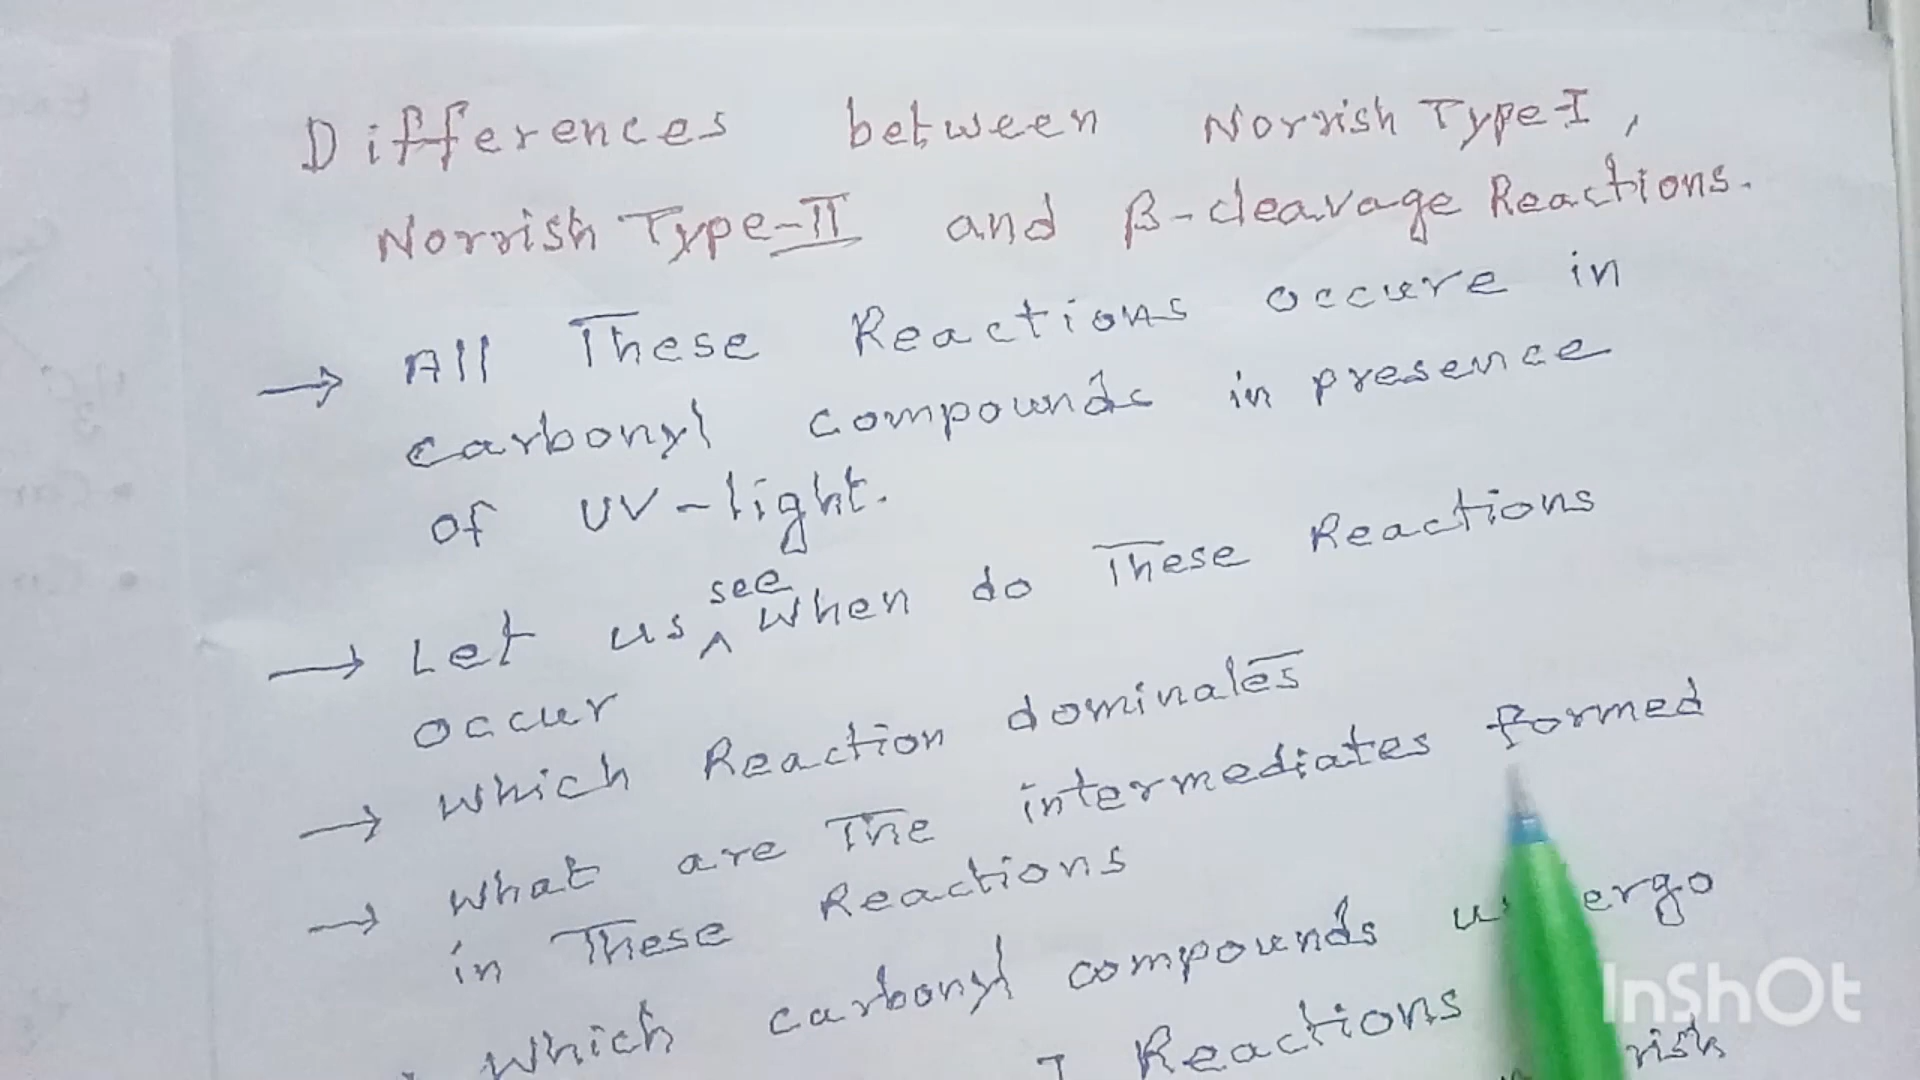 Differences between Norrish Type-I,
Norrish Type-II and β-cleavage Reactions.
→ All These Reactions occure in
carbonyl compounds in presence
of UV-light.
→ Let us ^ see When do These Reactions
occur
→ Which Reaction dominates
→ What are The intermediates formed
in These Reactions
Which carbonyl compounds
I Reactions
InShOt